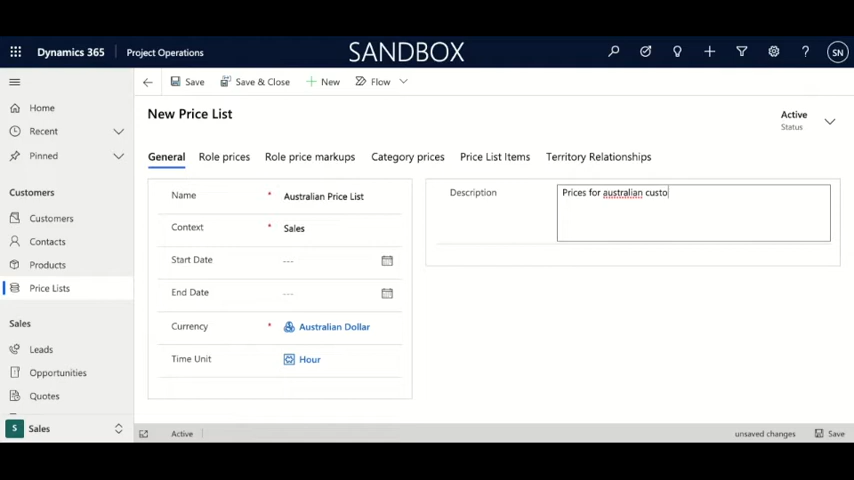 Dynamics 365 Project Operations SANDBOX SN
Save Save & Close New Flow
New Price List
Active
Status
General Role prices Role price markups Category prices Price List Items Territory Relationships
Home
Recent
Pinned
Customers
Customers
Contacts
Products
Price Lists
Sales
Leads
Opportunities
Quotes
S Sales
Name * Australian Price List
Context * Sales
Start Date ---
End Date ---
Currency * Australian Dollar
Time Unit Hour
Description Prices for australian custo
Active unsaved changes Save